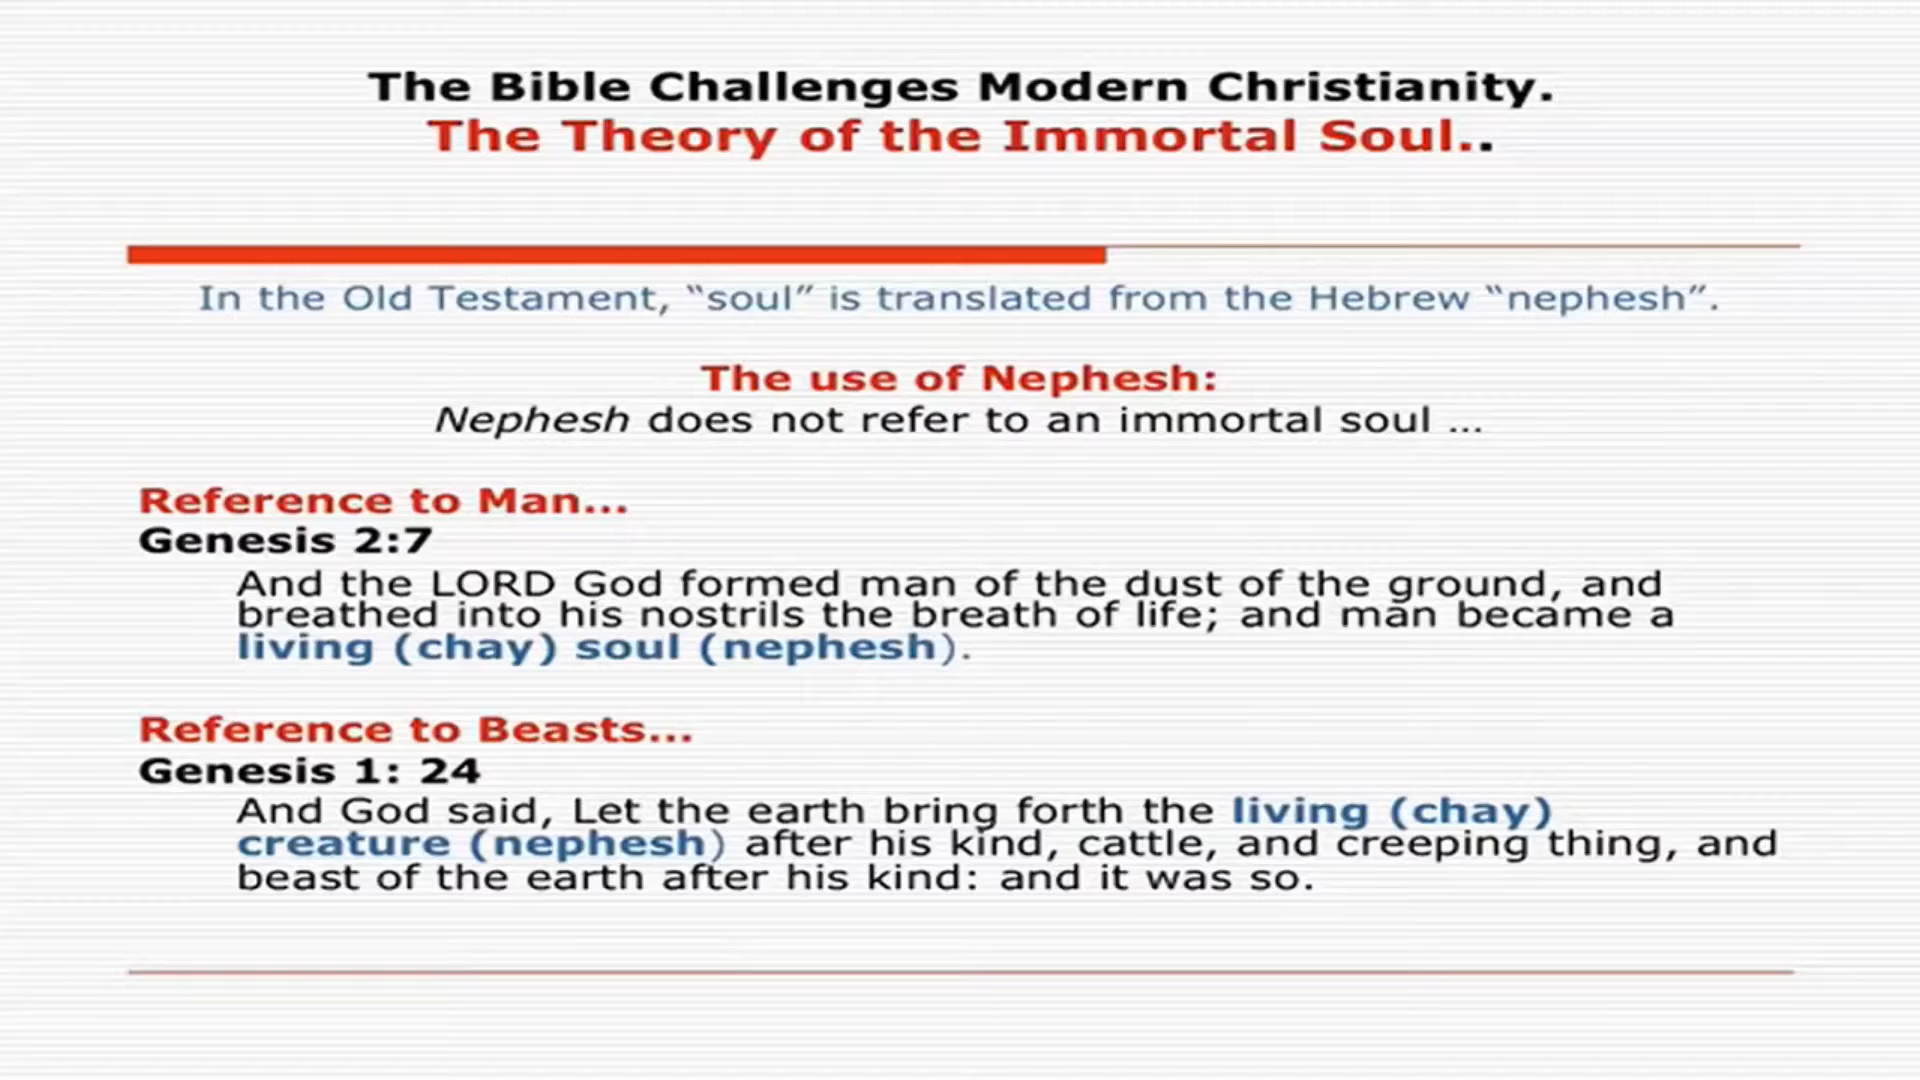 The Bible Challenges Modern Christianity.
The Theory of the Immortal Soul..
In the Old Testament, “soul” is translated from the Hebrew “nephesh”.
The use of Nephesh:
Nephesh does not refer to an immortal soul ...
Reference to Man...
Genesis 2:7
And the LORD God formed man of the dust of the ground, and
breathed into his nostrils the breath of life; and man became a
living (chay) soul (nephesh).
Reference to Beasts...
Genesis 1: 24
And God said, Let the earth bring forth the living (chay)
creature (nephesh) after his kind, cattle, and creeping thing, and
beast of the earth after his kind: and it was so.